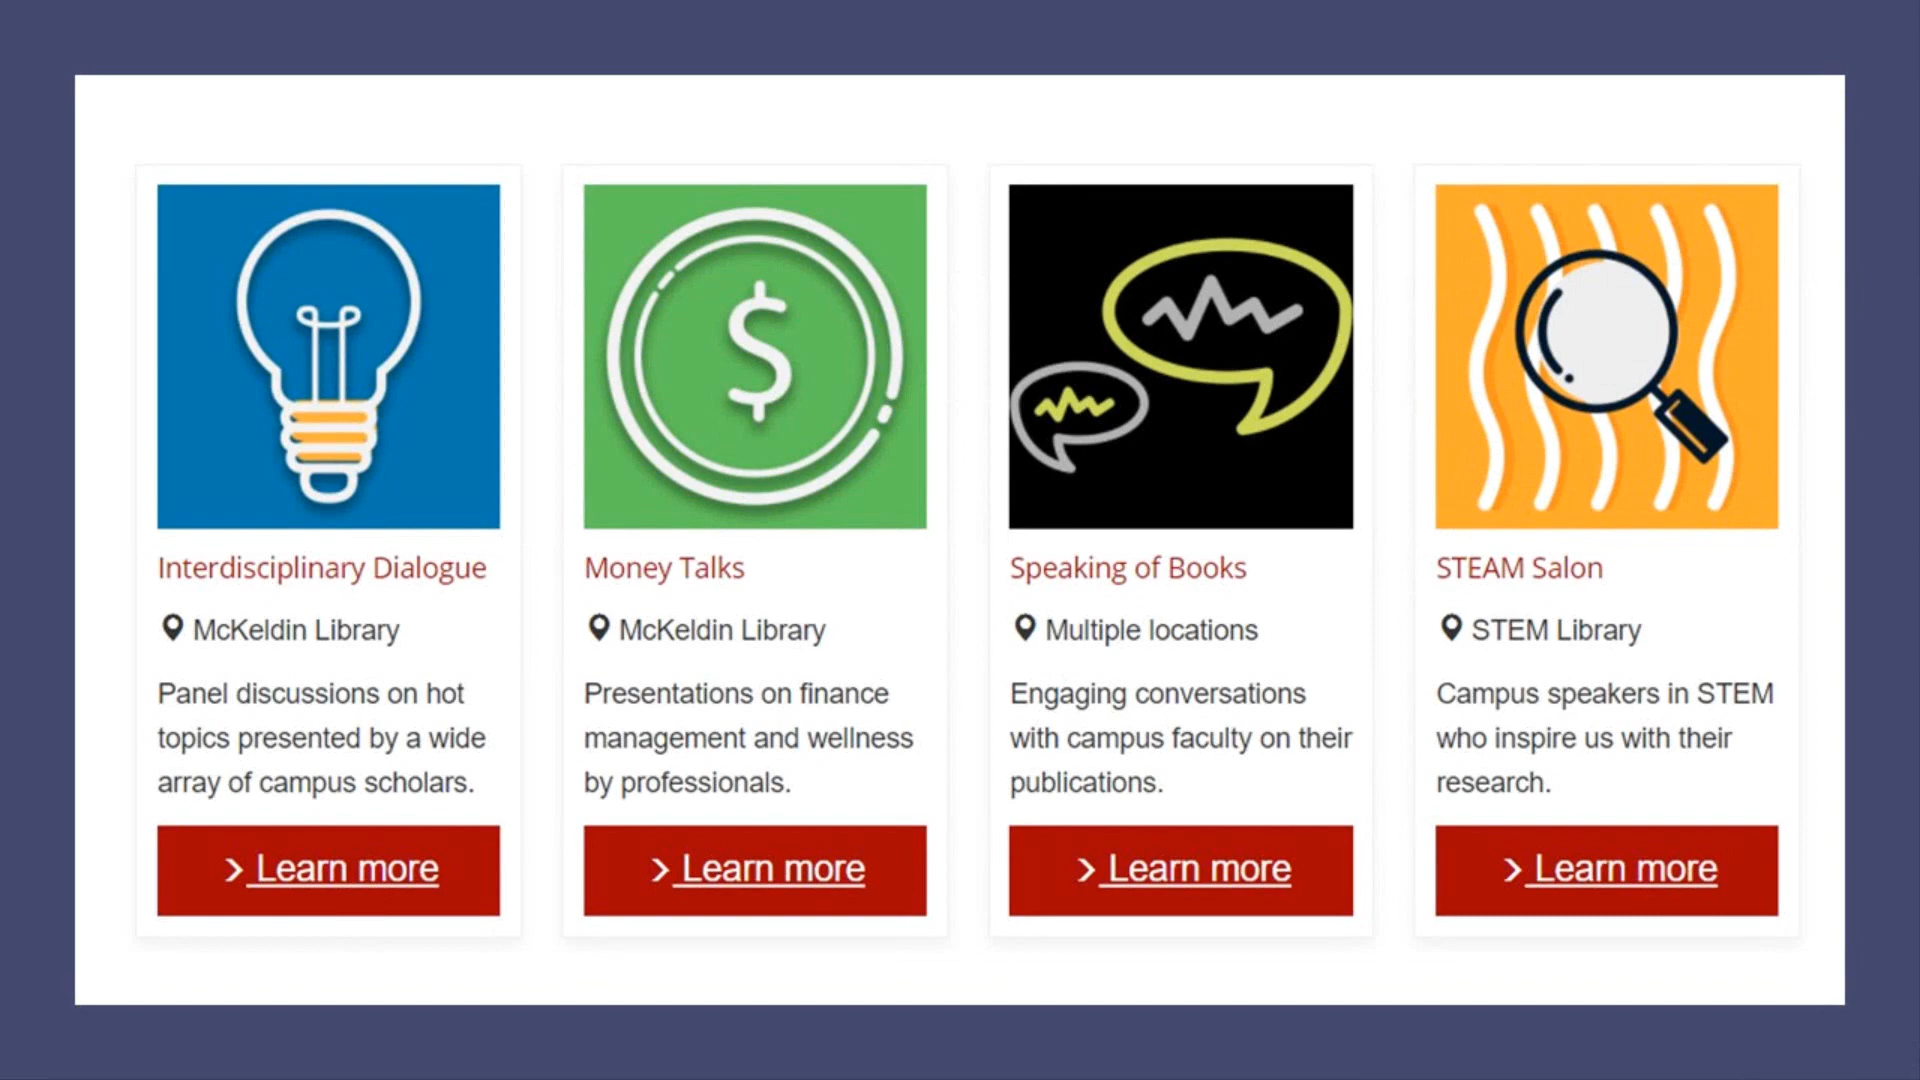 Interdisciplinary Dialogue
McKeldin Library
Panel discussions on hot
topics presented by a wide
array of campus scholars.
> Learn more
$
Money Talks
McKeldin Library
Presentations on finance
management and wellness
by professionals.
> Learn more
Speaking of Books
Multiple locations
Engaging conversations
with campus faculty on their
publications.
> Learn more
STEAM Salon
STEM Library
Campus speakers in STEM
who inspire us with their
research.
> Learn more